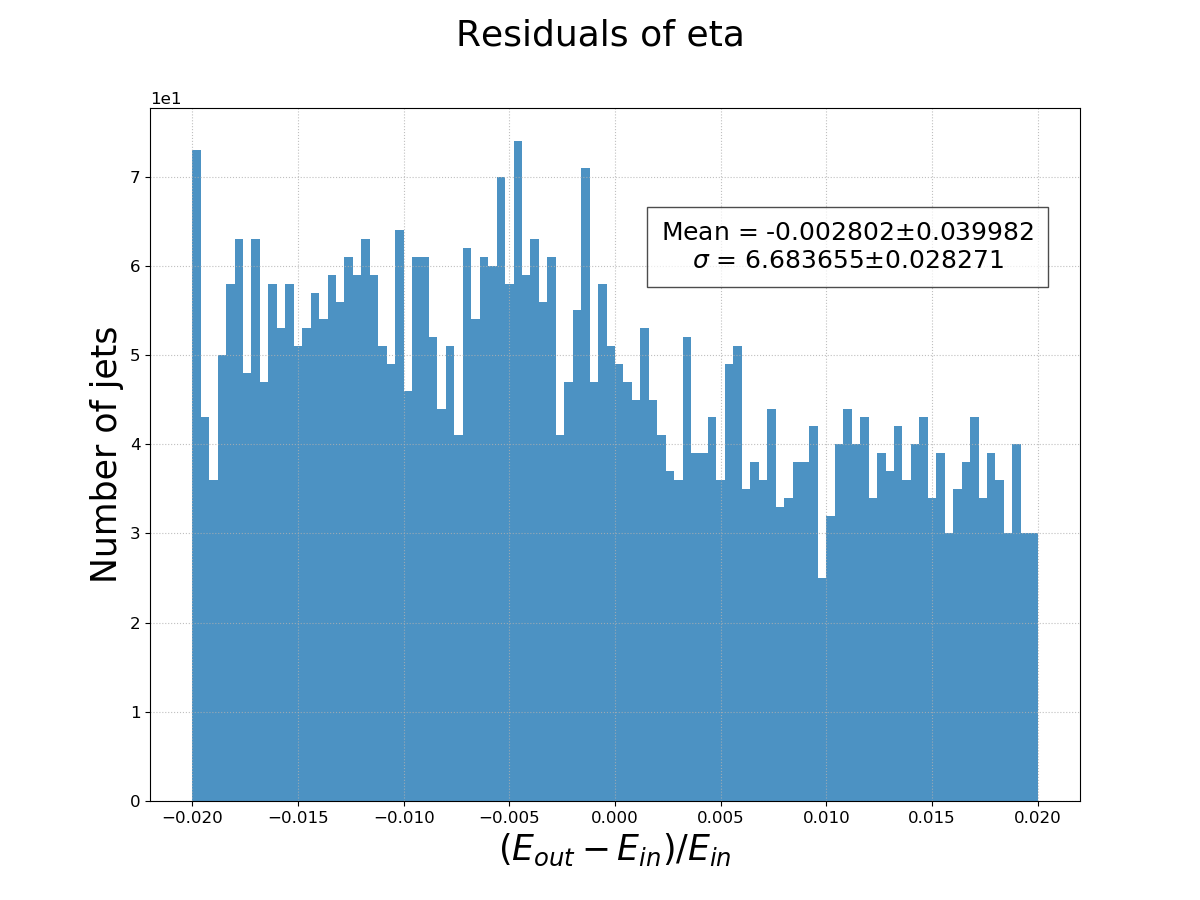 Residuals of eta
1e1
7
6
5
4
3
2
1
0
Number of jets
Mean = -0.002802±0.039982
σ = 6.683655±0.028271
−0.020 −0.015 −0.010 −0.005 0.000 0.005 0.010 0.015 0.020
(E_out − E_in)/E_in